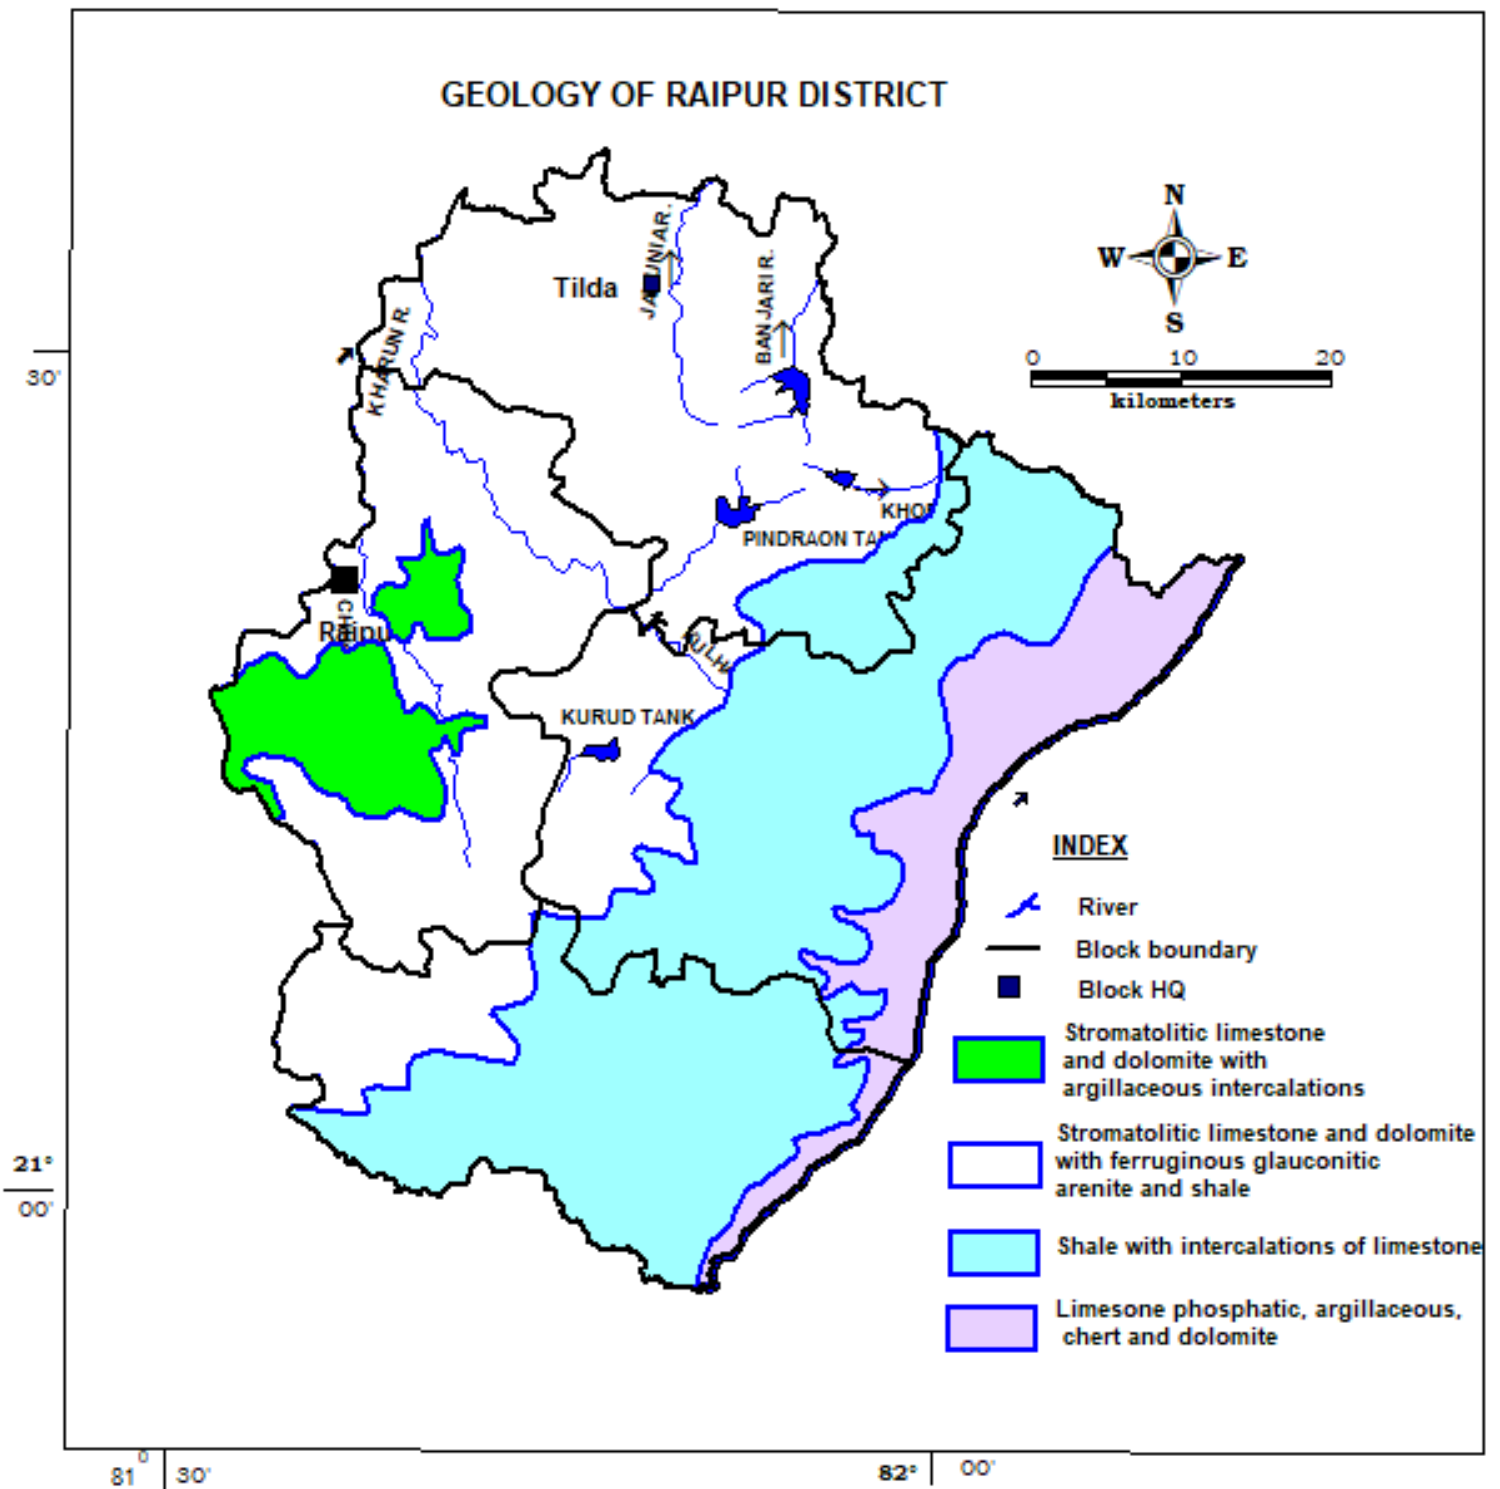 GEOLOGY OF RAIPUR DISTRICT
N
W E
S
0 10 20
kilometers
30'
Tilda
BANJARI R.
KHARUN R.
PINDRAON TAN
KURUD TANK
INDEX
River
Block boundary
Block HQ
Stromatolitic limestone
and dolomite with
argillaceous intercalations
Stromatolitic limestone and dolomite
with ferruginous glauconitic
arenite and shale
Shale with intercalations of limestone
Limesone phosphatic, argillaceous,
chert and dolomite
21°
00'
81° 30'
82° 00'